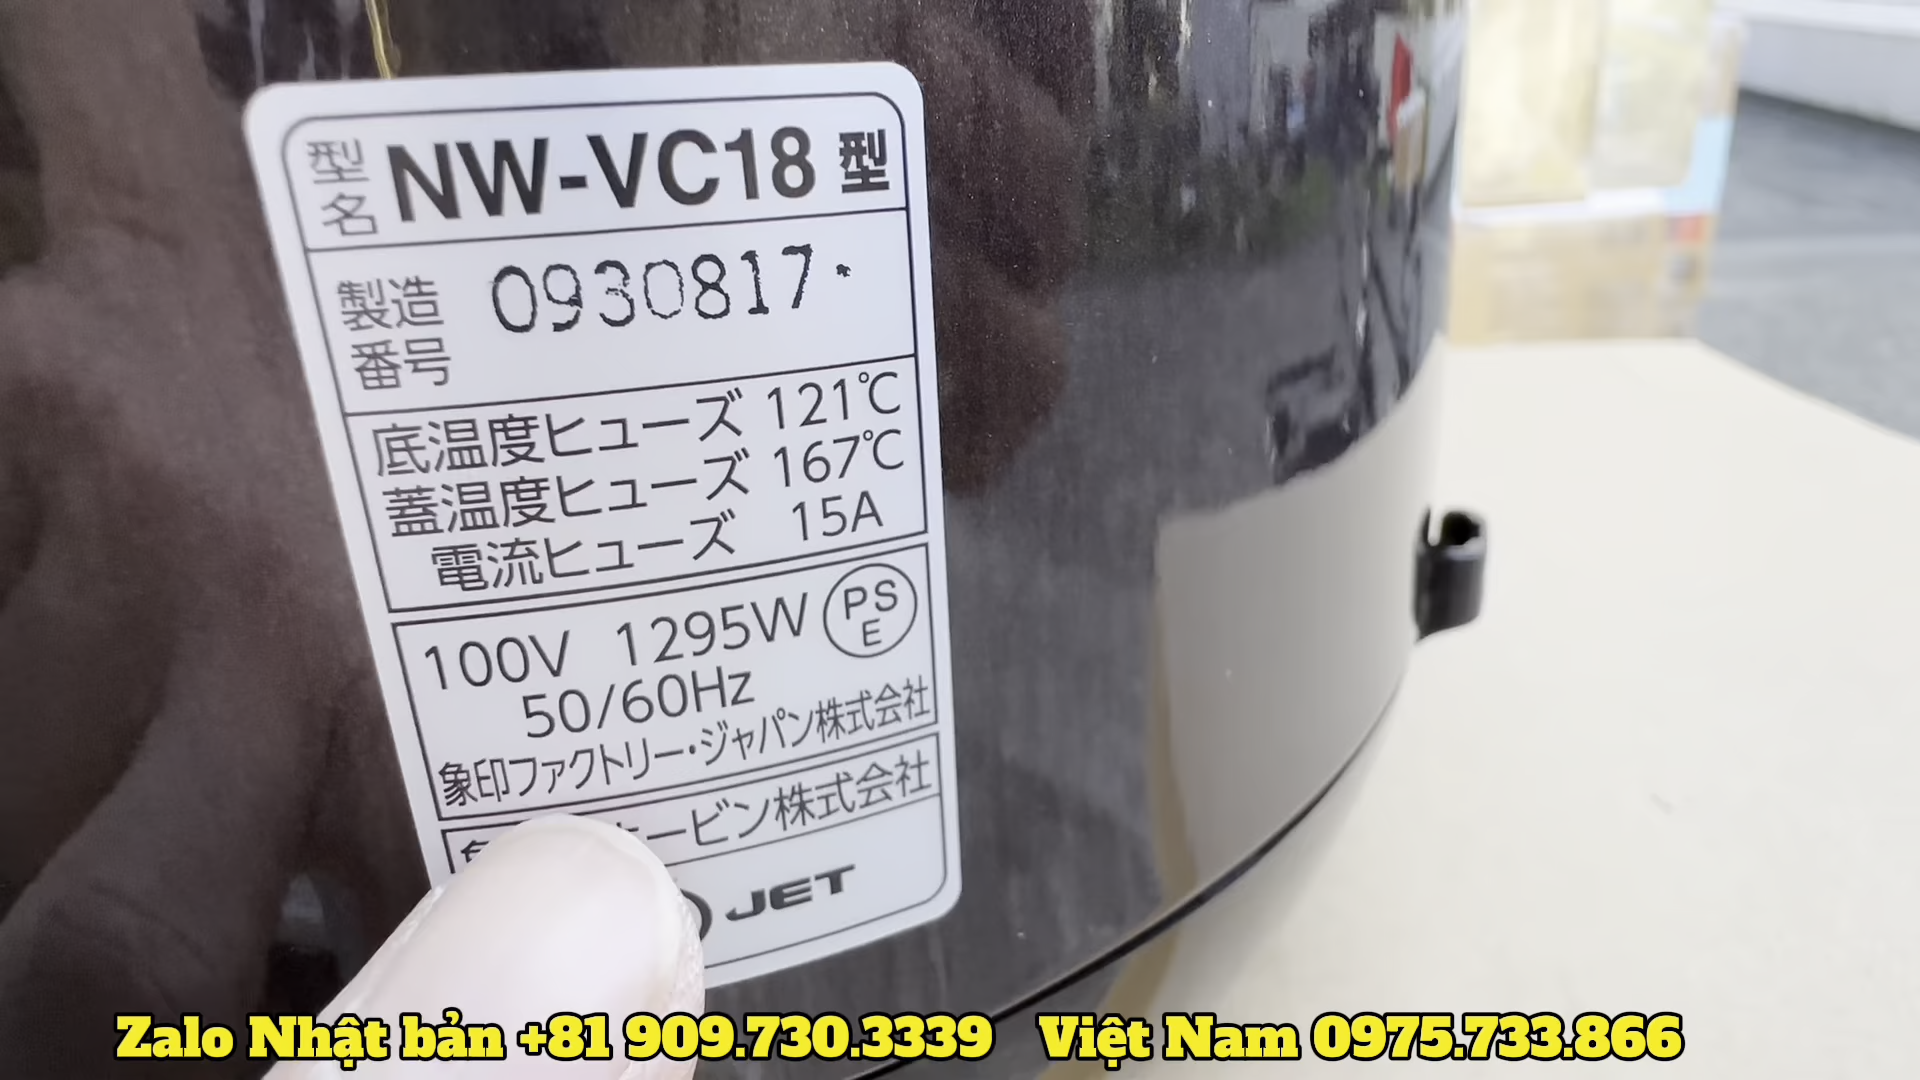 型名 NW-VC18 型
製造番号 0930817
底温度ヒューズ 121℃
蓋温度ヒューズ 167℃
電流ヒューズ 15A
100V 1295W PSE
50/60Hz
象印ファクトリー・ジャパン株式会社
ービン株式会社
JET
Zalo Nhật bản +81 909.730.3339 Việt Nam 0975.733.866